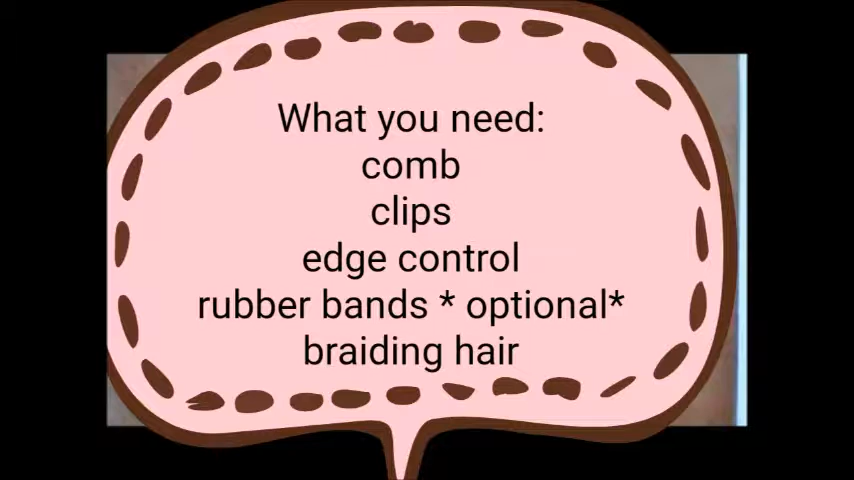 What you need:
comb
clips
edge control
rubber bands * optional*
braiding hair